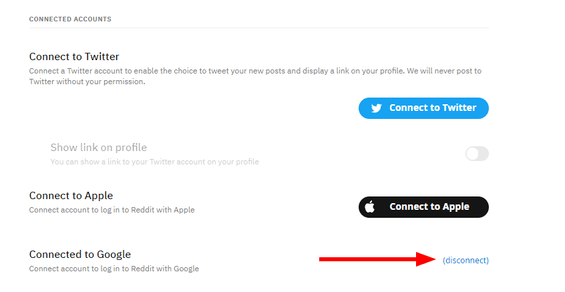 CONNECTED ACCOUNTS
Connect to Twitter
Connect a Twitter account to enable the choice to tweet your new posts and display a link on your profile. We will never post to
Twitter without your permission.
Connect to Twitter
Show link on profile
You can show a link to your Twitter account on your profile
Connect to Apple
Connect account to log in to Reddit with Apple
Connect to Apple
Connected to Google
Connect account to log in to Reddit with Google
(disconnect)